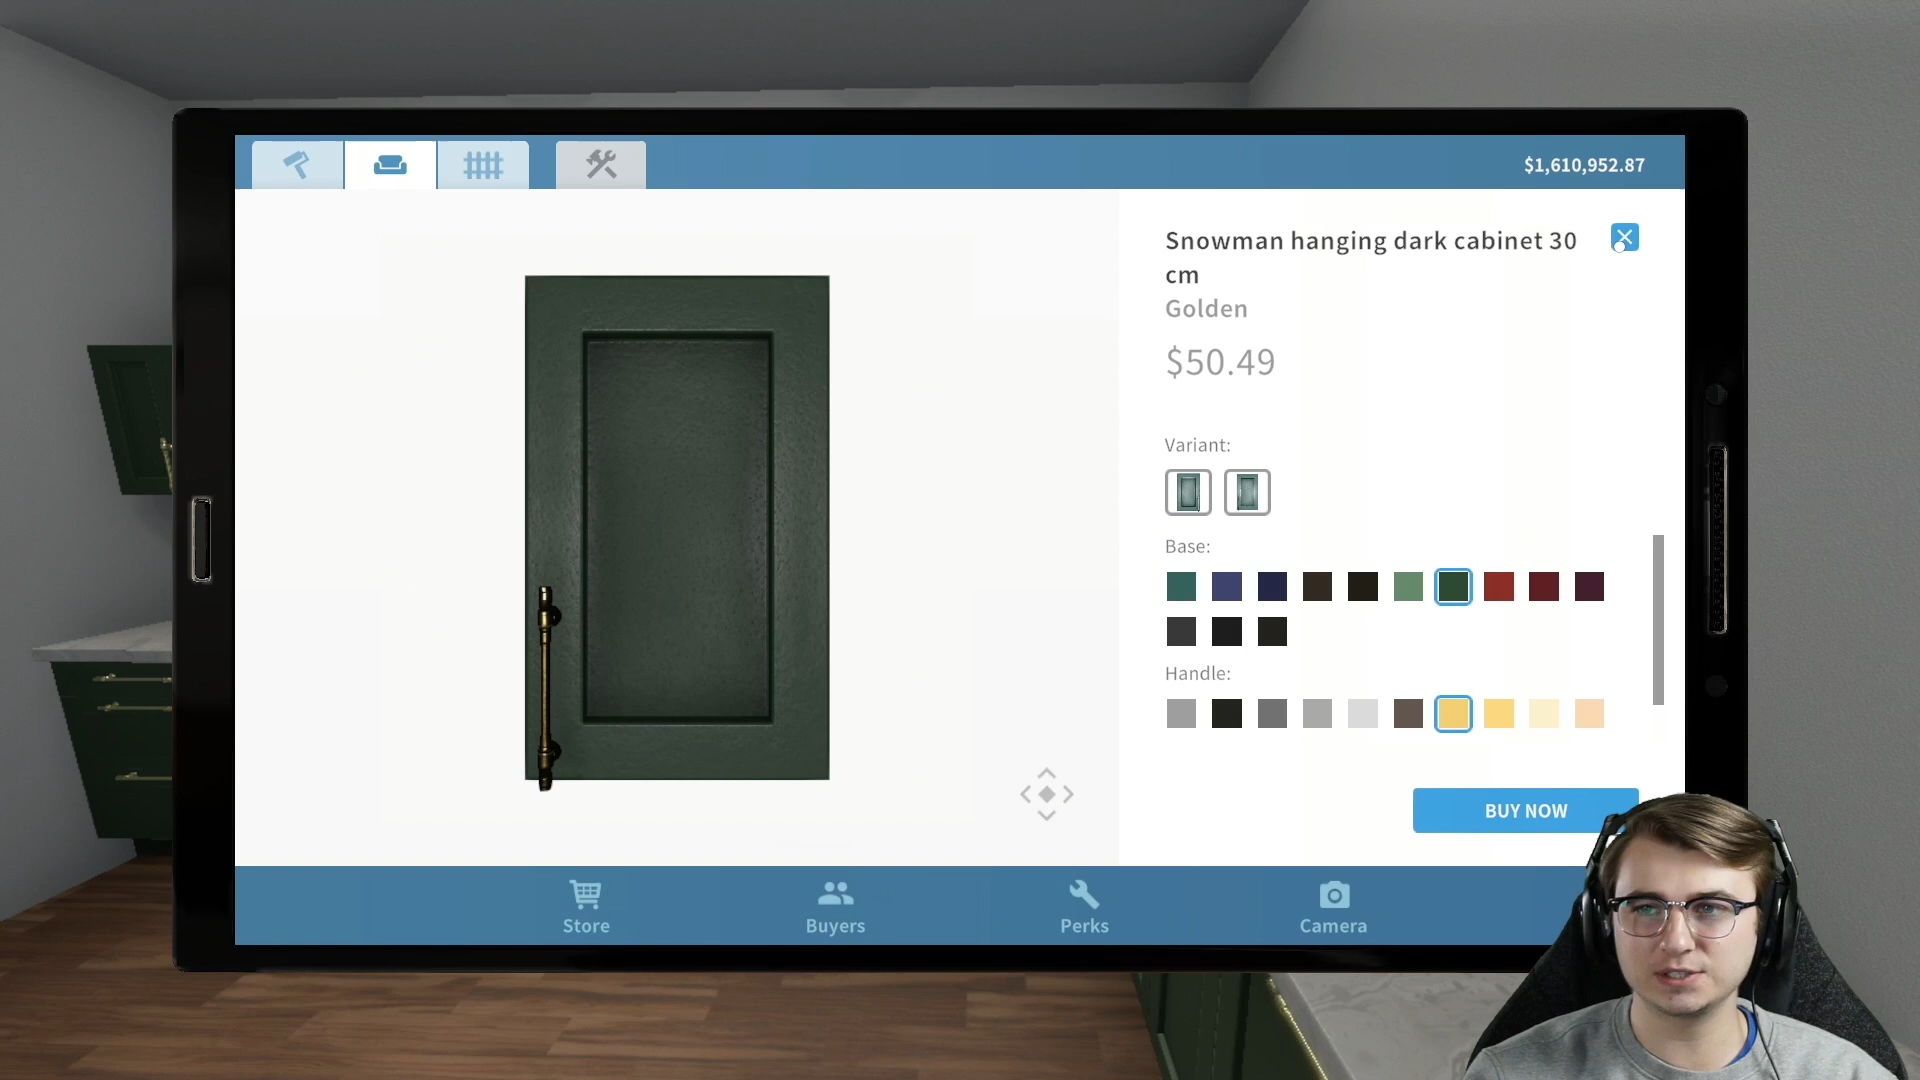 $1,610,952.87
Snowman hanging dark cabinet 30
cm
Golden
$50.49
Variant:
Base:
Handle:
BUY NOW
Store
Buyers
Perks
Camera